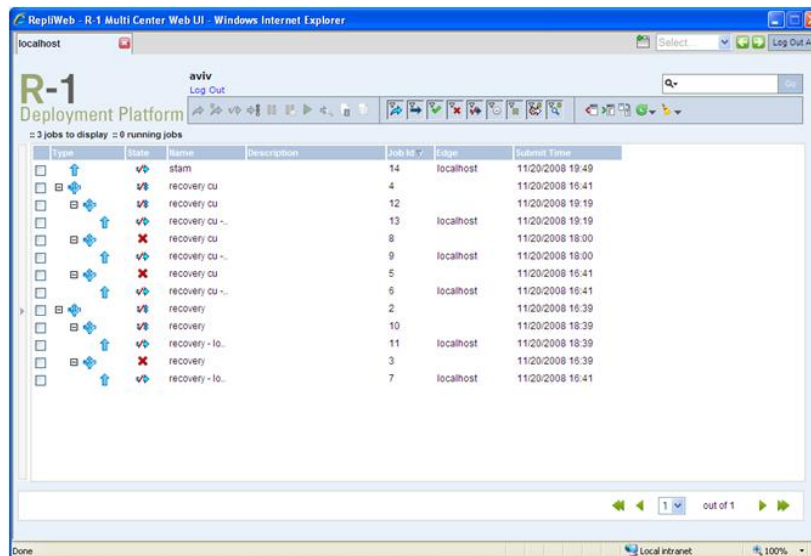 RepliWeb - R-1 Multi Center Web UI - Windows Internet Explorer
localhost Select... Log Out A
aviv
Log Out
R-1
Deployment Platform
Go
:: 3 jobs to display :: 0 running jobs
Type State Name Description Job Id Edge Submit Time
stam 14 localhost 11/20/2008 19:49
recovery cu 4 11/20/2008 16:41
recovery cu 12 11/20/2008 19:19
recovery cu -.. 13 localhost 11/20/2008 19:19
recovery cu 8 11/20/2008 18:00
recovery cu -.. 9 localhost 11/20/2008 18:00
recovery cu 5 11/20/2008 16:41
recovery cu -.. 6 localhost 11/20/2008 16:41
recovery 2 11/20/2008 16:39
recovery 10 11/20/2008 18:39
recovery - lo.. 11 localhost 11/20/2008 18:39
recovery 3 11/20/2008 16:39
recovery - lo.. 7 localhost 11/20/2008 16:41
1 out of 1
Done Local intranet 100%